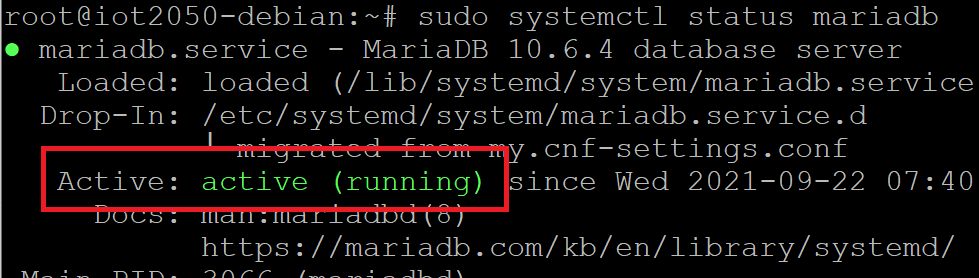 root@iot2050-debian:~# sudo systemctl status mariadb
● mariadb.service - MariaDB 10.6.4 database server
Loaded: loaded (/lib/systemd/system/mariadb.service
Drop-In: /etc/systemd/system/mariadb.service.d
migrated from my.cnf-settings.conf
Active: active (running) since Wed 2021-09-22 07:40
Docs: man:mariadbd(8)
https://mariadb.com/kb/en/library/systemd/
Main PID: 3066 (mariadbd)